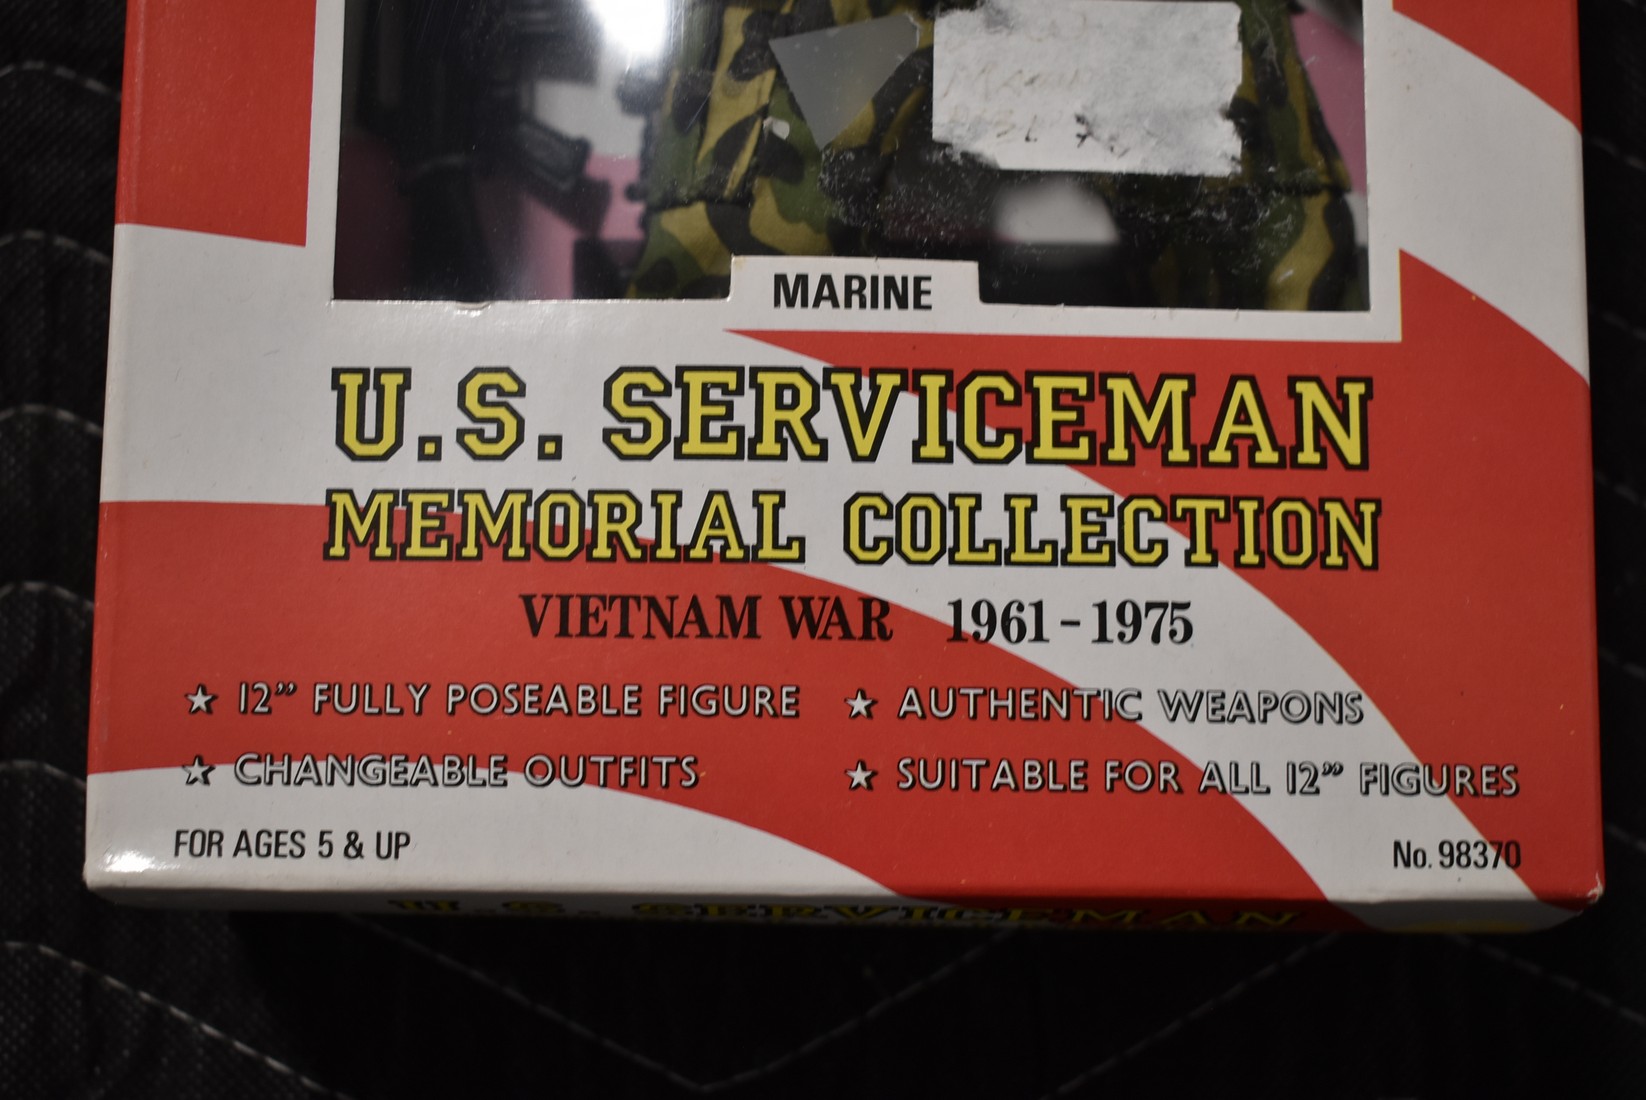 MARINE
U.S. SERVICEMAN
MEMORIAL COLLECTION
VIETNAM WAR 1961-1975
★ 12” FULLY POSEABLE FIGURE ★ AUTHENTIC WEAPONS
★ CHANGEABLE OUTFITS ★ SUITABLE FOR ALL 12” FIGURES
FOR AGES 5 & UP No. 98370
U.S. SERVICEMAN